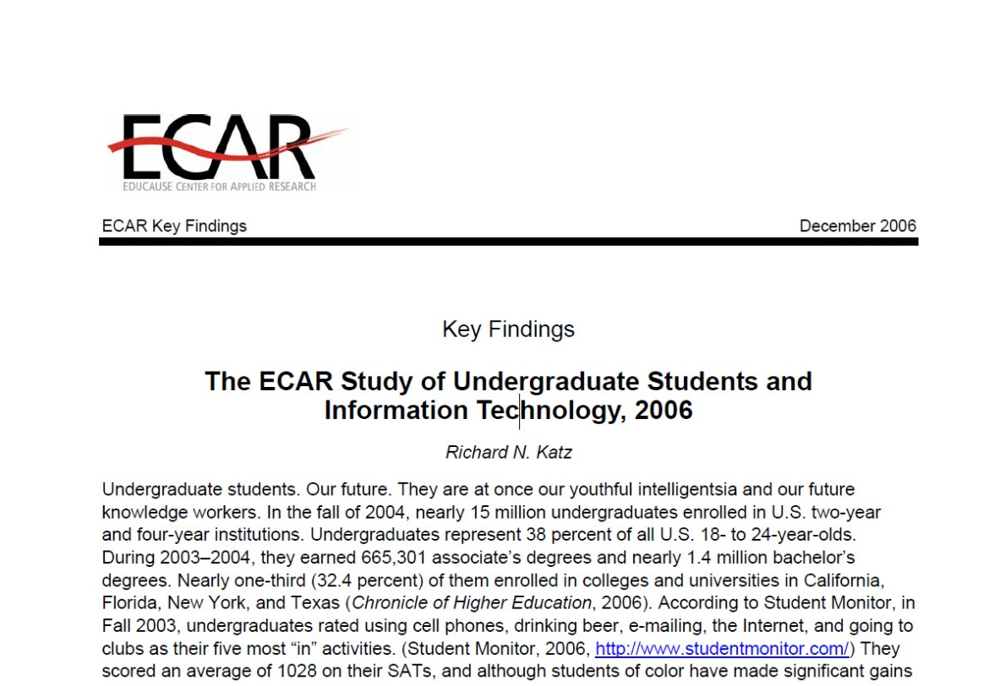 ECAR
EDUCAUSE CENTER FOR APPLIED RESEARCH
ECAR Key Findings December 2006
Key Findings
The ECAR Study of Undergraduate Students and
Information Technology, 2006
Richard N. Katz
Undergraduate students. Our future. They are at once our youthful intelligentsia and our future
knowledge workers. In the fall of 2004, nearly 15 million undergraduates enrolled in U.S. two-year
and four-year institutions. Undergraduates represent 38 percent of all U.S. 18- to 24-year-olds.
During 2003–2004, they earned 665,301 associate’s degrees and nearly 1.4 million bachelor’s
degrees. Nearly one-third (32.4 percent) of them enrolled in colleges and universities in California,
Florida, New York, and Texas (Chronicle of Higher Education, 2006). According to Student Monitor, in
Fall 2003, undergraduates rated using cell phones, drinking beer, e-mailing, the Internet, and going to
clubs as their five most “in” activities. (Student Monitor, 2006, http://www.studentmonitor.com/) They
scored an average of 1028 on their SATs, and although students of color have made significant gains